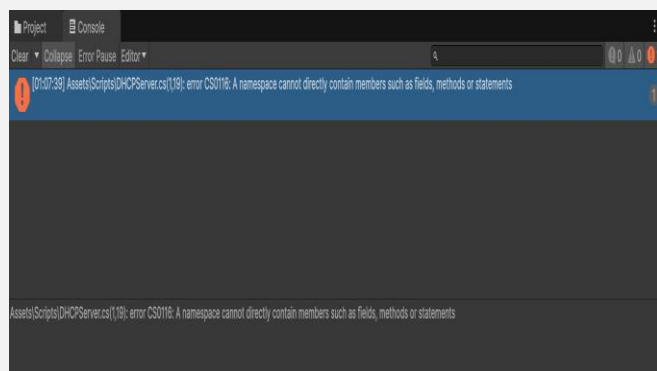 Project Console
Clear Collapse Error Pause Editor 0 0
[01:07:39] Assets\Scripts\DHCPServer.cs(1,19): error CS0116: A namespace cannot directly contain members such as fields, methods or statements
1
Assets\Scripts\DHCPServer.cs(1,19): error CS0116: A namespace cannot directly contain members such as fields, methods or statements